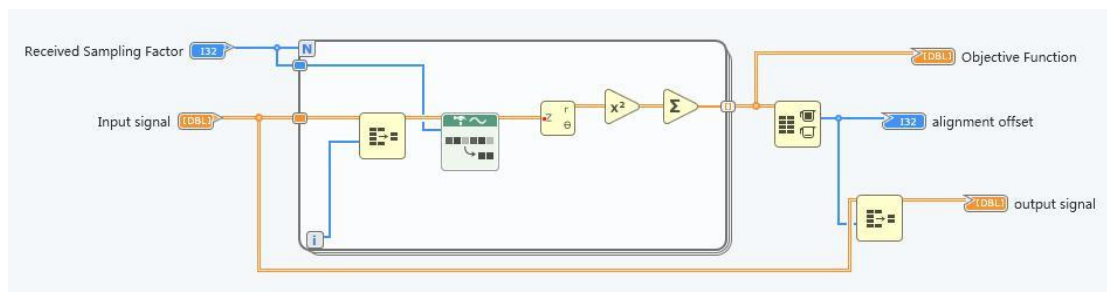 Received Sampling Factor
I32
N
[DBL]
Objective Function
Input signal
[DBL]
z
r
θ
x²
Σ
I32
alignment offset
[DBL]
output signal
i